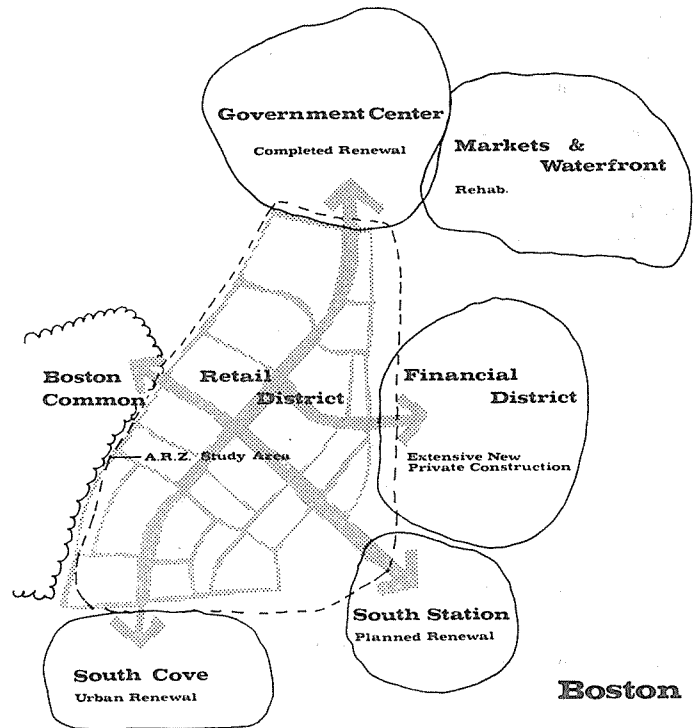 Government Center
Completed Renewal
Markets &
Waterfront
Rehab.
Boston
Common
Retail
District
Financial
District
A.R.Z. Study Area
Extensive New
Private Construction
South Station
Planned Renewal
South Cove
Urban Renewal
Boston